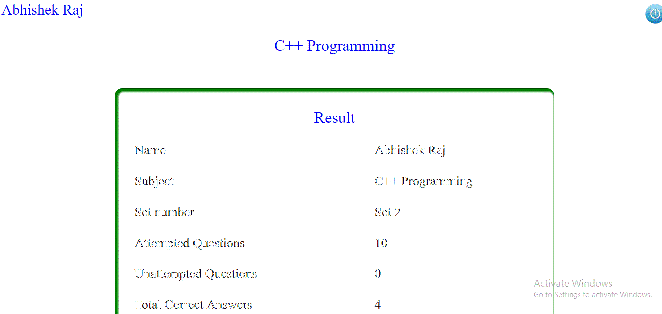 Abhishek Raj
C++ Programming
Result
Name Abhishek Raj
Subject C++ Programming
Set number Set 2
Attempted Questions 10
Unattempted Questions 0
Total Correct Answers 4
Activate Windows
Go to Settings to activate Windows.